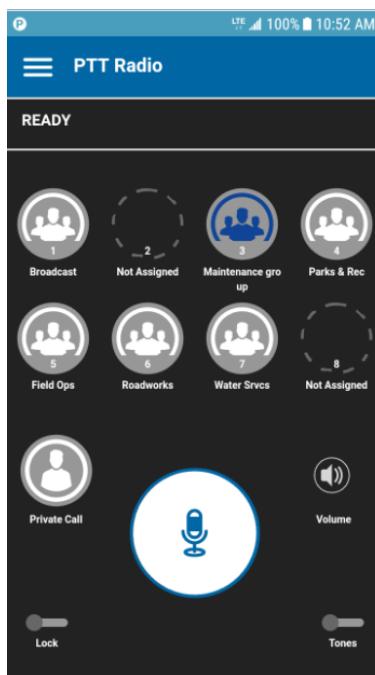 P LTE 100% 10:52 AM
PTT Radio
READY
1 2 3 4
Broadcast Not Assigned Maintenance gro Parks & Rec
up
5 6 7 8
Field Ops Roadworks Water Srvcs Not Assigned
Private Call Volume
Lock Tones